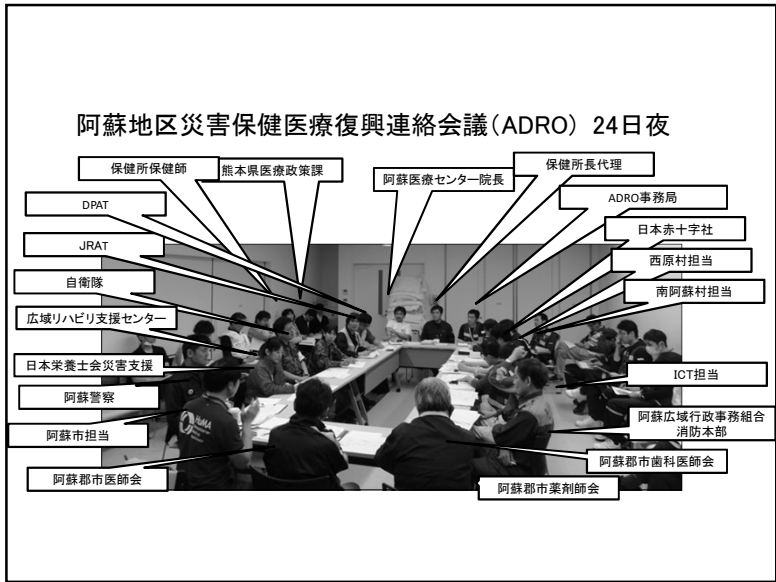 阿蘇地区災害保健医療復興連絡会議（ADRO） 24日夜
保健所保健師
熊本県医療政策課
阿蘇医療センター院長
保健所長代理
DPAT
ADRO事務局
JRAT
日本赤十字社
自衛隊
西原村担当
広域リハビリ支援センター
南阿蘇村担当
日本栄養士会災害支援
ICT担当
阿蘇警察
阿蘇広域行政事務組合
消防本部
阿蘇市担当
HuMA
阿蘇郡市歯科医師会
阿蘇郡市医師会
阿蘇郡市薬剤師会